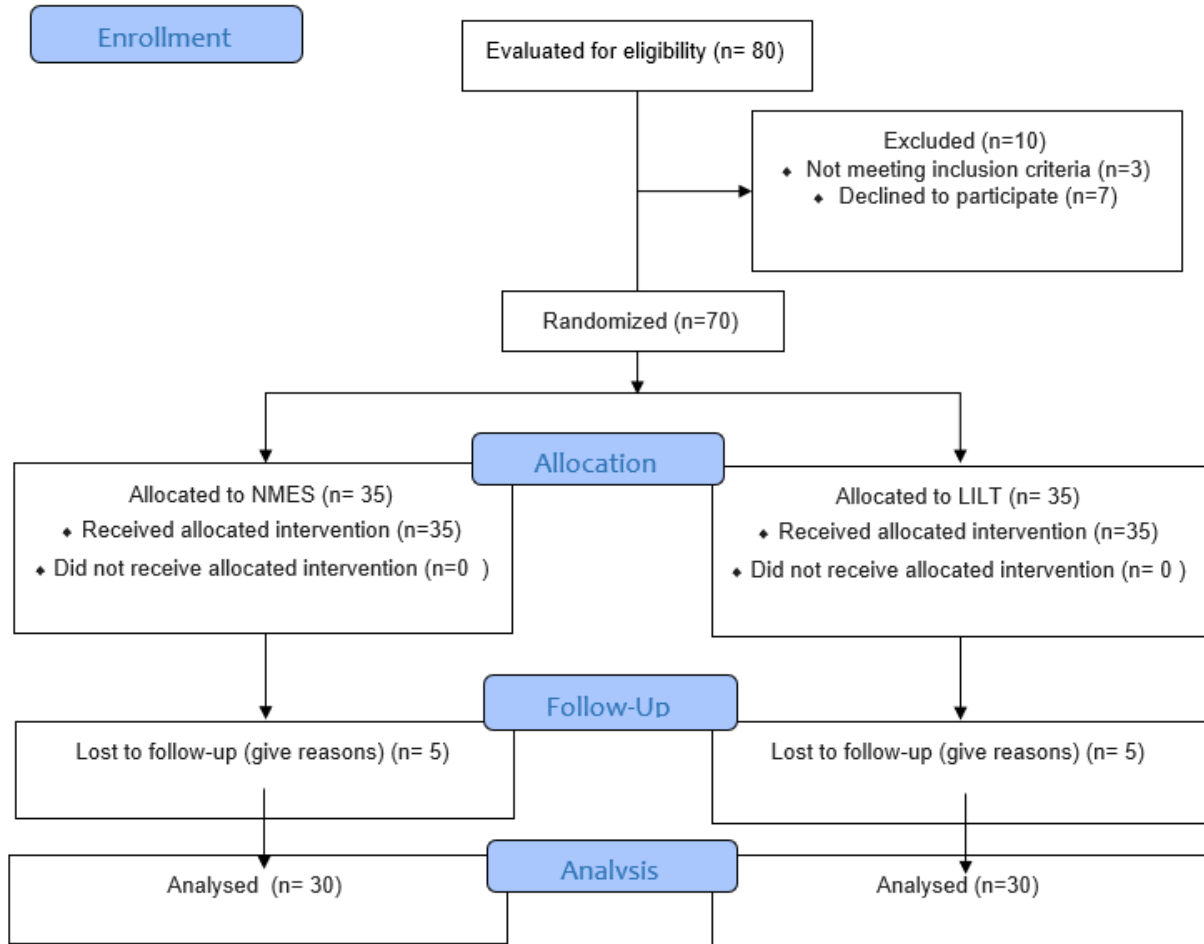 Enrollment
Evaluated for eligibility (n= 80)
Excluded (n=10)
⬥ Not meeting inclusion criteria (n=3)
⬥ Declined to participate (n=7)
Randomized (n=70)
Allocation
Allocated to NMES (n= 35)
⬥ Received allocated intervention (n=35)
⬥ Did not receive allocated intervention (n=0 )
Allocated to LILT (n= 35)
⬥ Received allocated intervention (n=35)
⬥ Did not receive allocated intervention (n= 0 )
Follow-Up
Lost to follow-up (give reasons) (n= 5)
Lost to follow-up (give reasons) (n= 5)
Analysis
Analysed (n= 30)
Analysed (n=30)